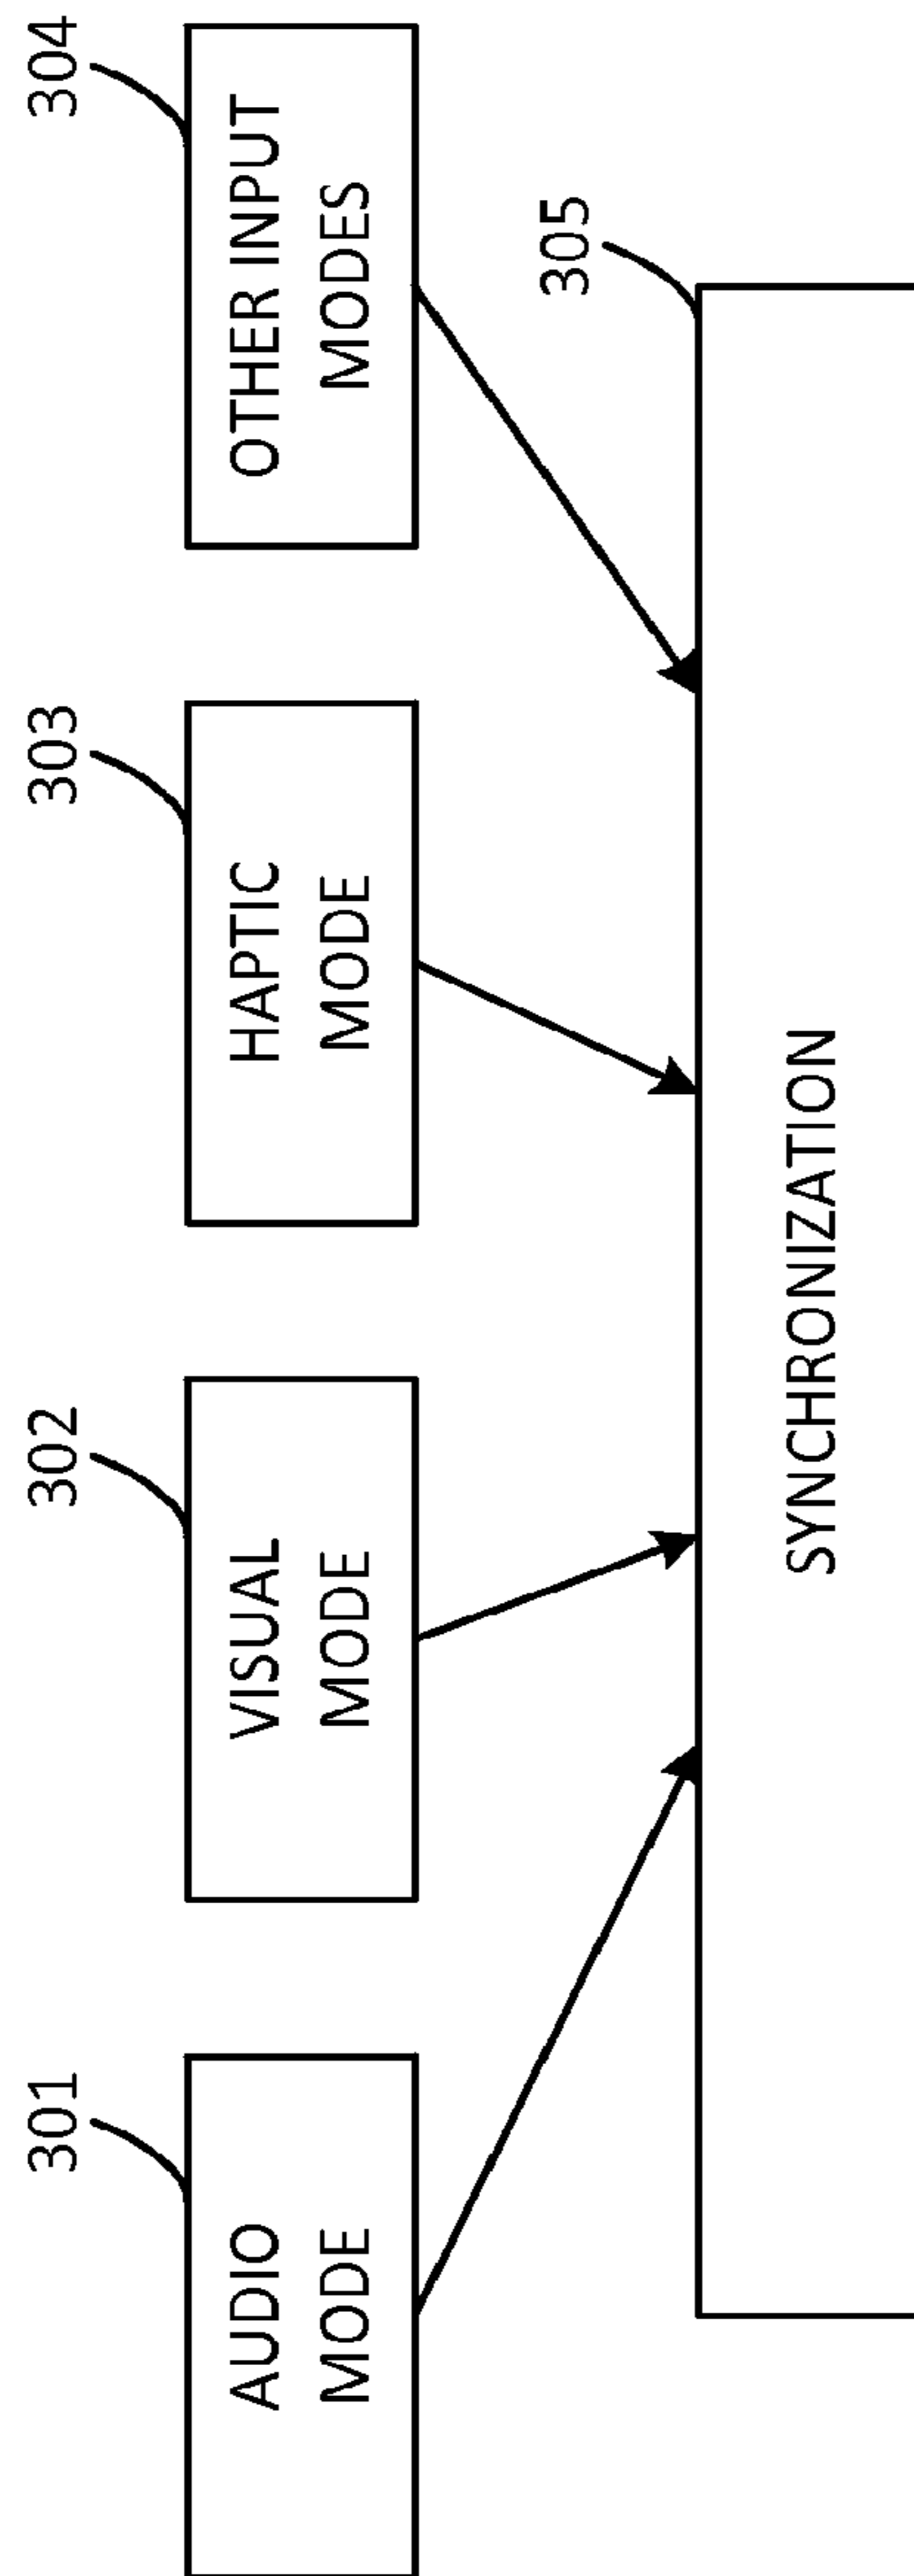 301
302
303
304
AUDIO
MODE
VISUAL
MODE
HAPTIC
MODE
OTHER INPUT
MODES
305
SYNCHRONIZATION